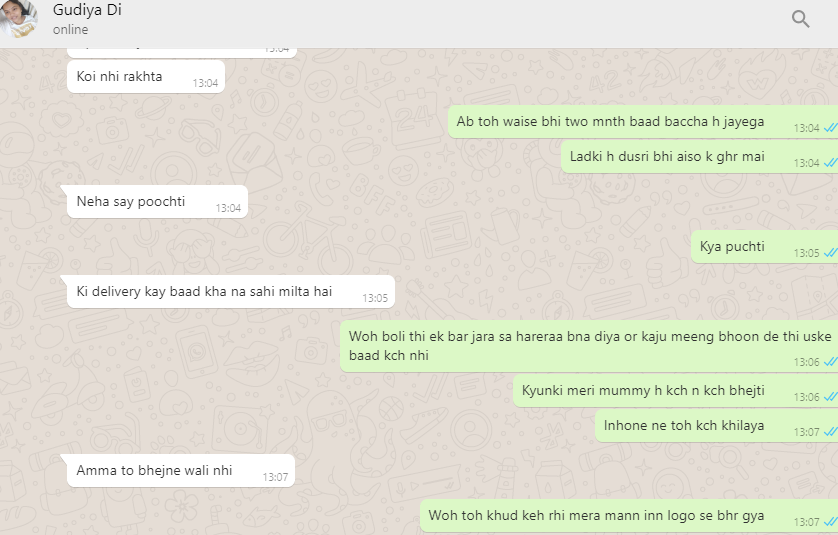 Gudiya Di
online
13:04
Koi nhi rakhta 13:04
Ab toh waise bhi two mnth baad baccha h jayega 13:04
Ladki h dusri bhi aiso k ghr mai 13:04
Neha say poochti 13:04
Kya puchti 13:05
Ki delivery kay baad kha na sahi milta hai 13:05
Woh boli thi ek bar jara sa hareraa bna diya or kaju meeng bhoon de thi uske
baad kch nhi 13:06
Kyunki meri mummy h kch n kch bhejti 13:06
Inhone ne toh kch khilaya 13:07
Amma to bhejne wali nhi 13:07
Woh toh khud keh rhi mera mann inn logo se bhr gya 13:07